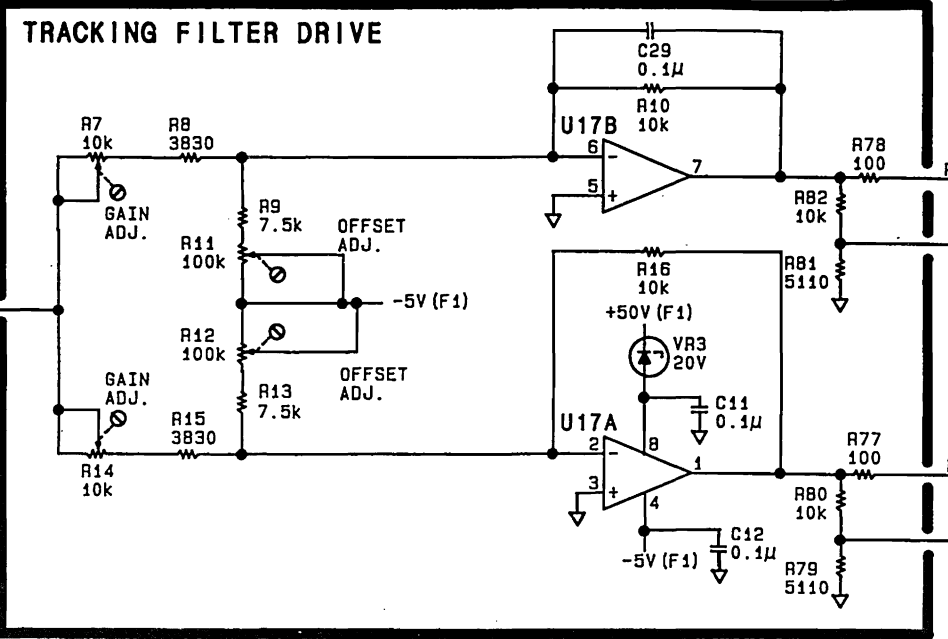 TRACKING FILTER DRIVE
C29
0.1μ
R10
10k
R7
10k
R8
3830
U17B
6
-
7
5
+
R78
100
R82
10k
GAIN
ADJ.
R9
7.5k
OFFSET
ADJ.
R11
100k
R16
10k
R81
5110
-5V(F1)
+50V(F1)
R12
100k
VR3
20V
GAIN
ADJ.
OFFSET
ADJ.
R13
7.5k
C11
0.1μ
R15
3830
U17A
2
-
8
1
3
+
4
R14
10k
R77
100
R80
10k
C12
0.1μ
-5V(F1)
R79
5110